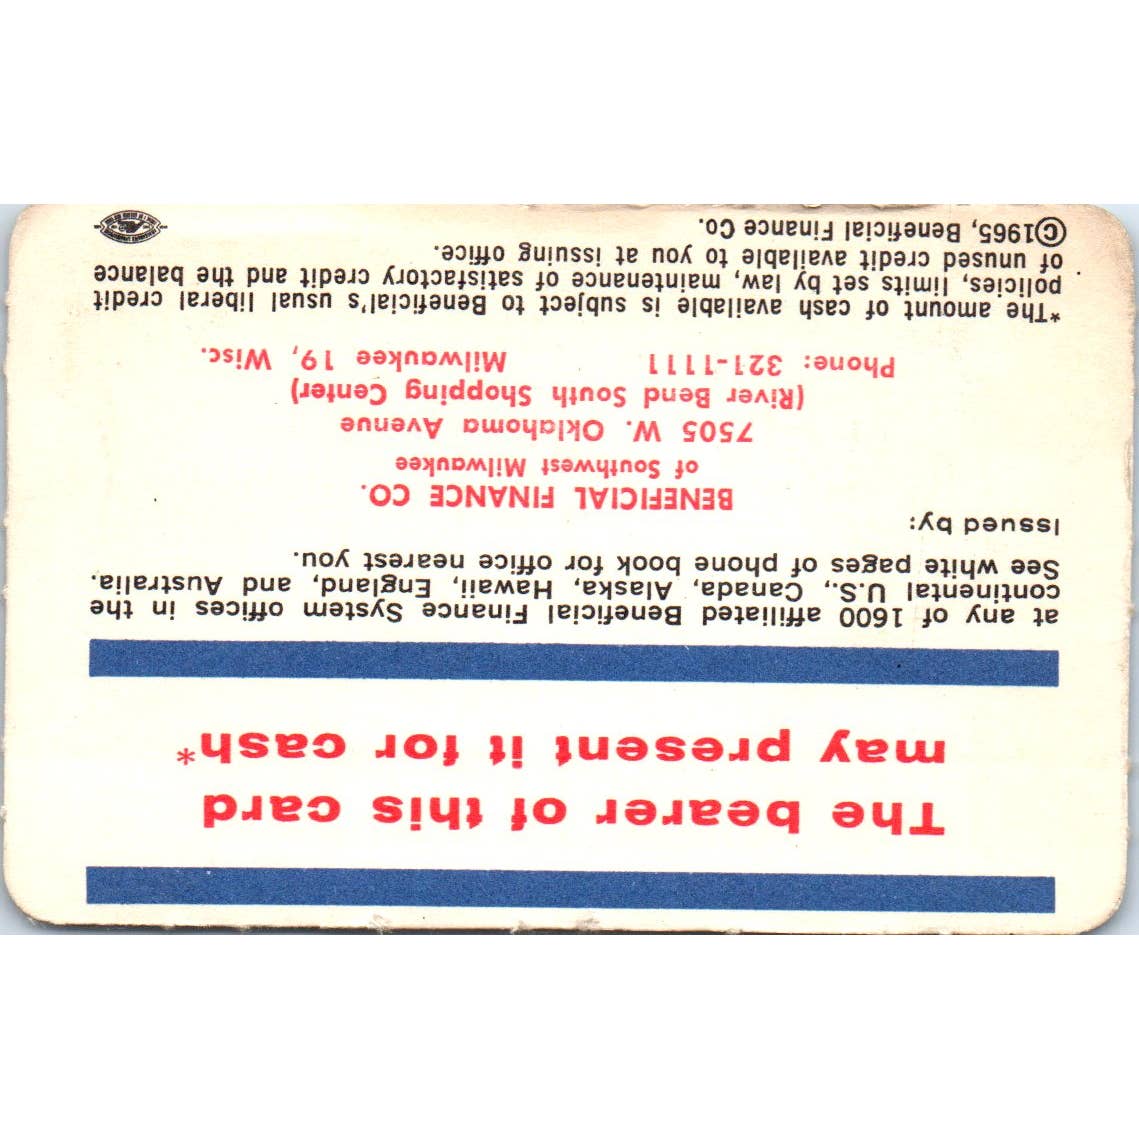 The bearer of this card
may present it for cash*
at any of 1600 affiliated Beneficial Finance System offices in the
continental U.S., Canada, Alaska, Hawaii, England, and Australia.
See white pages of phone book for office nearest you.
Issued by:
BENEFICIAL FINANCE CO.
of Southwest Milwaukee
7505 W. Oklahoma Avenue
(River Bend South Shopping Center)
Phone: 321-1111 Milwaukee 19, Wisc.
*The amount of cash available is subject to Beneficial's usual liberal credit
policies, limits set by law, maintenance of satisfactory credit and the balance
of unused credit available to you at issuing office.
©1965, Beneficial Finance Co.